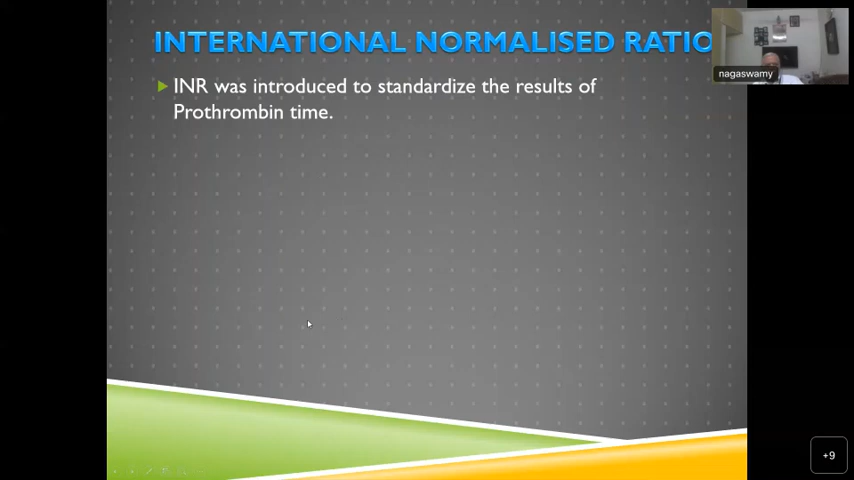 INTERNATIONAL NORMALISED RATIO
INR was introduced to standardize the results of
Prothrombin time.
nagaswamy
+9